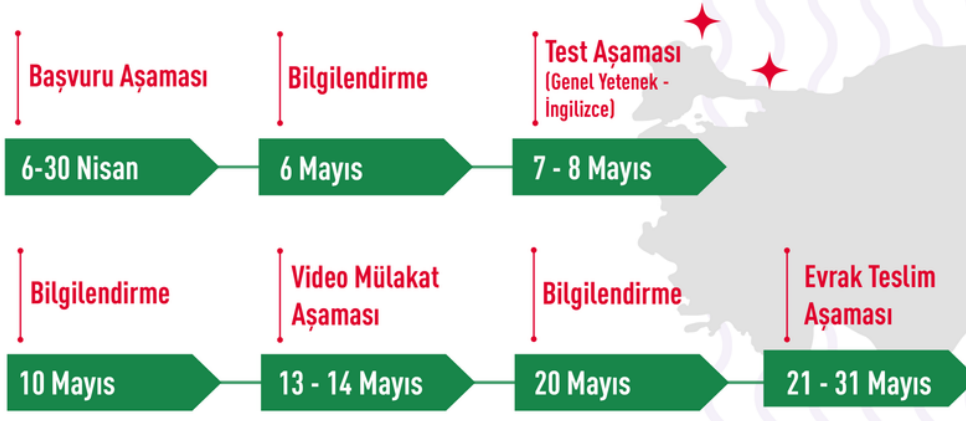 Başvuru Aşaması
6-30 Nisan
Bilgilendirme
6 Mayıs
Test Aşaması
(Genel Yetenek -
İngilizce)
7 - 8 Mayıs
Bilgilendirme
10 Mayıs
Video Mülakat
Aşaması
13 - 14 Mayıs
Bilgilendirme
20 Mayıs
Evrak Teslim
Aşaması
21 - 31 Mayıs